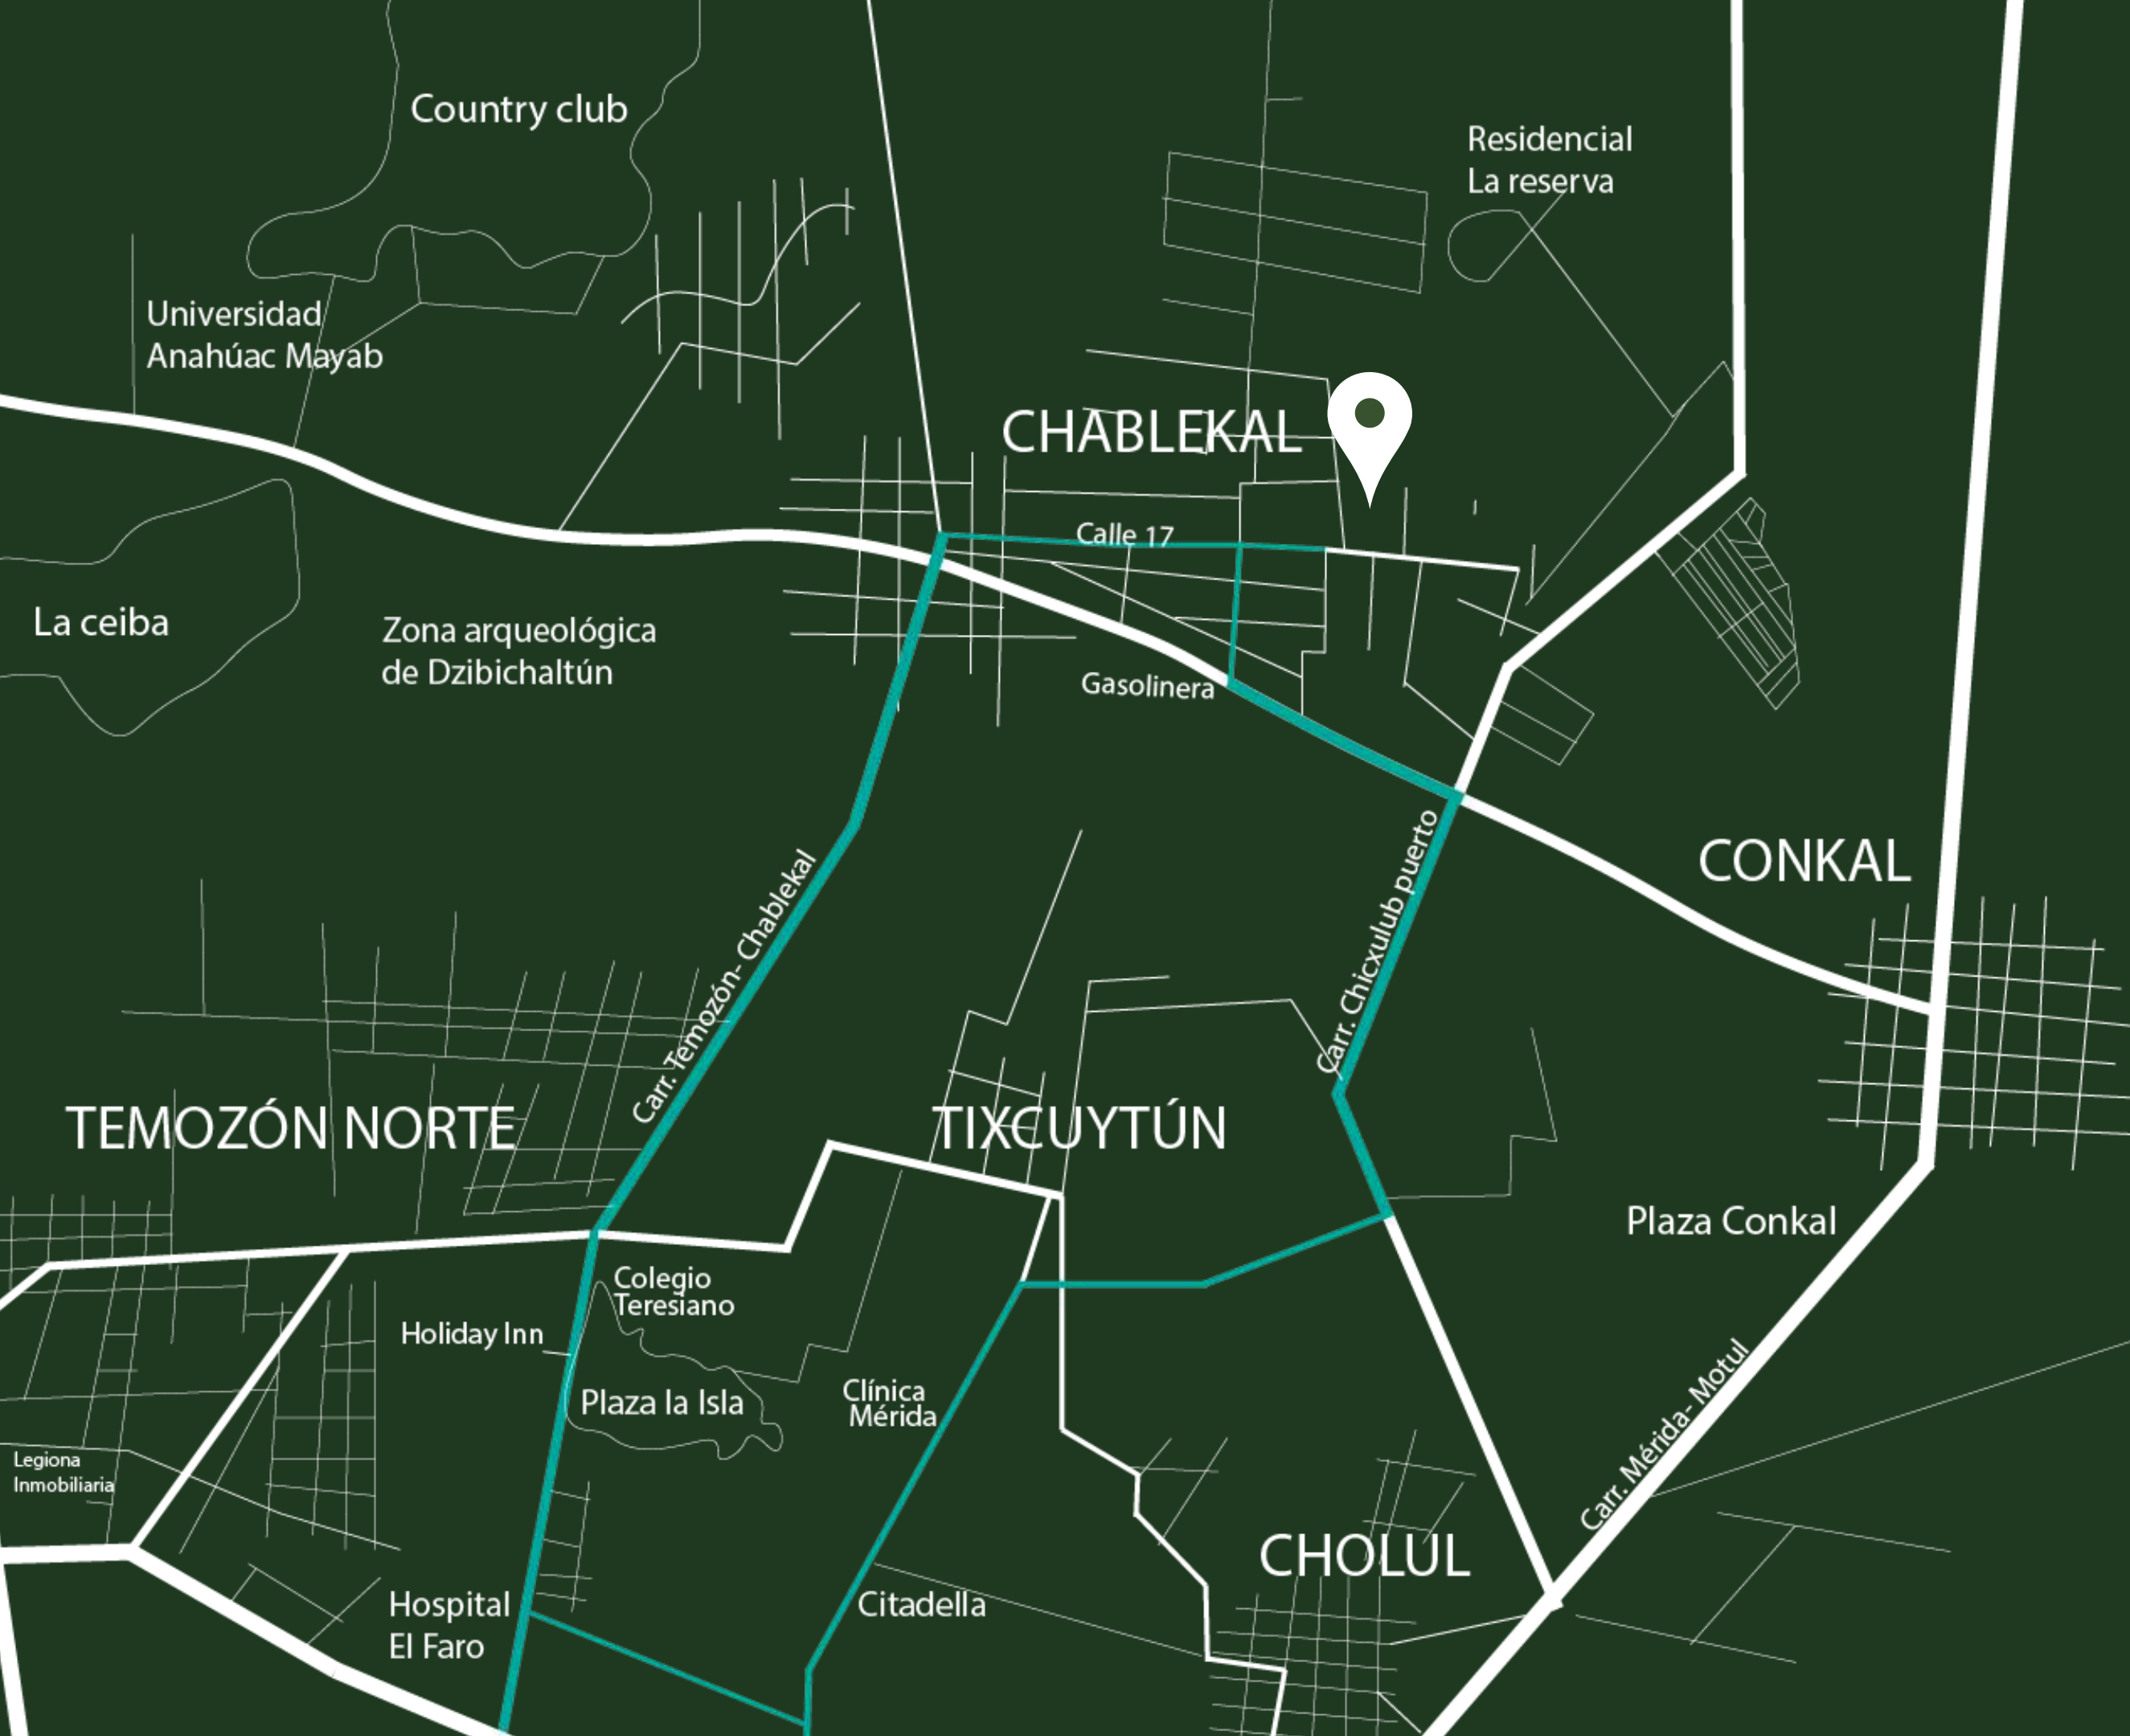 Country club
Residencial
La reserva
Universidad
Anahúac Mayab
CHABLEKAL
Calle 17
La ceiba
Zona arqueológica
de Dzibichaltún
Gasolinera
CONKAL
Carr. Temozón- Chablekal
Carr. Chicxulub puerto
TEMOZÓN NORTE
TIXCUYTÚN
Plaza Conkal
Colegio
Teresiano
Holiday Inn
Plaza la Isla
Clínica
Mérida
Carr. Mérida- Motul
Legiona
Inmobiliaria
CHOLUL
Hospital
El Faro
Citadella